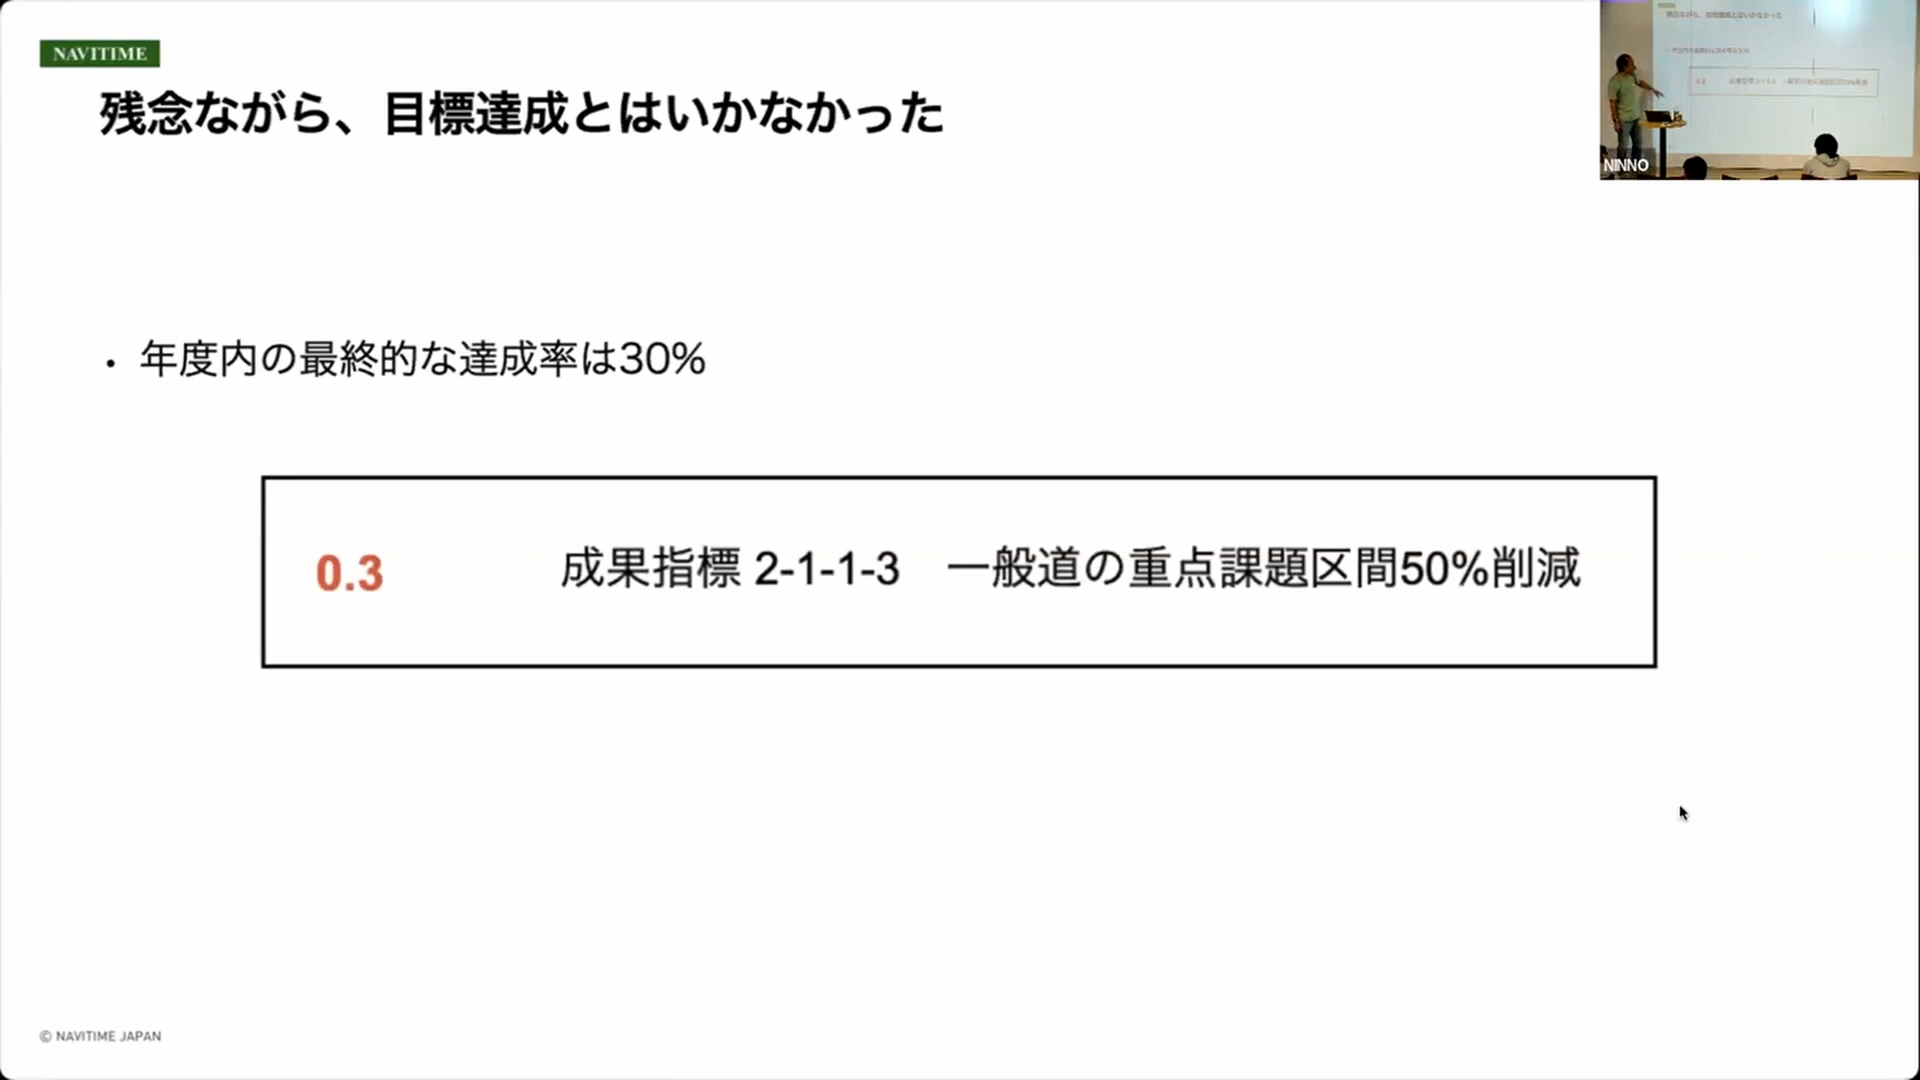 NAVITIME
残念ながら、目標達成とはいかなかった
NINNO
• 年度内の最終的な達成率は30%
0.3 成果指標 2-1-1-3 一般道の重点課題区間50%削減
© NAVITIME JAPAN